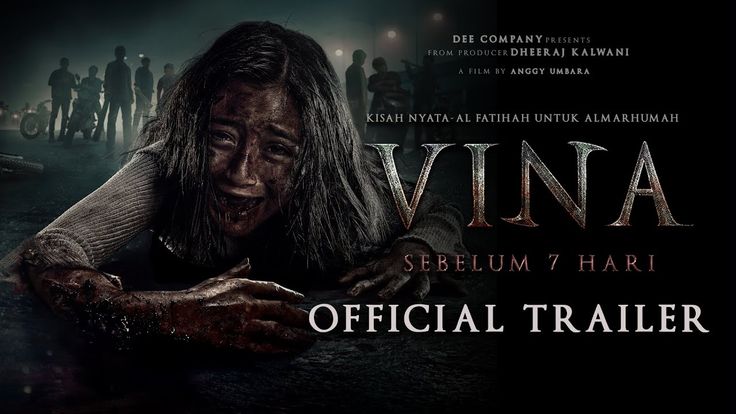 DEE COMPANY PRESENTS
FROM PRODUCER DHEERAJ KALWANI
A FILM BY ANGGY UMBARA
KISAH NYATA-AL FATIHAH UNTUK ALMARHUMAH
VINA
SEBELUM 7 HARI
OFFICIAL TRAILER